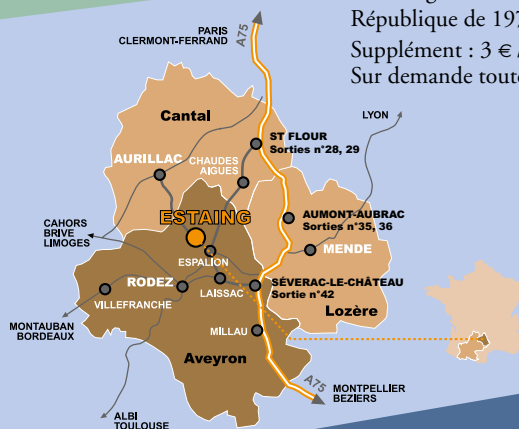 République de 197
Supplément : 3 €
Sur demande toute
PARIS
CLERMONT-FERRAND
A75
Cantal
LYON
ST FLOUR
Sorties n°28, 29
AURILLAC
CHAUDES
AIGUES
ESTAING
AUMONT-AUBRAC
Sorties n°35, 36
CAHORS
BRIVE
LIMOGES
MENDE
ESPALION
RODEZ
SÉVERAC-LE-CHÂTEAU
Sortie n°42
LAISSAC
VILLEFRANCHE
Lozère
MONTAUBAN
BORDEAUX
MILLAU
Aveyron
A75
MONTPELLIER
BEZIERS
ALBI
TOULOUSE